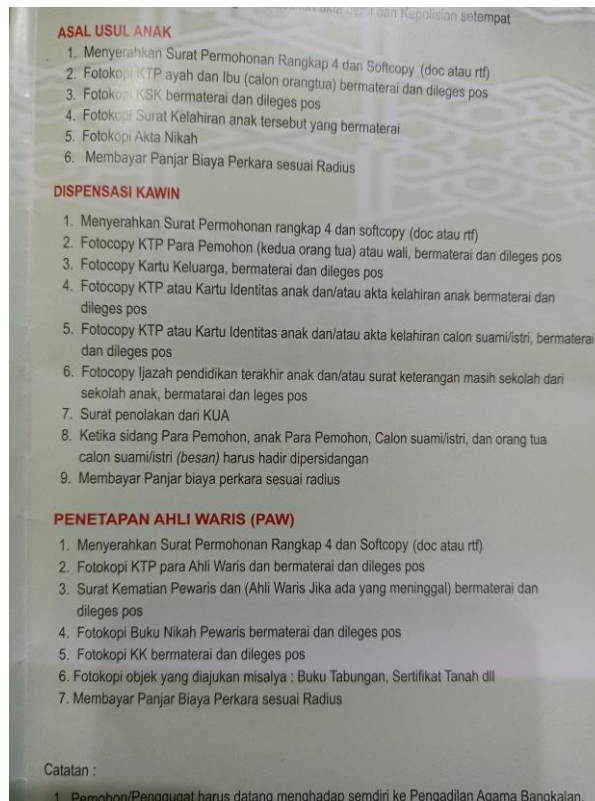 dan Kepolisian setempat
ASAL USUL ANAK
1. Menyerahkan Surat Permohonan Rangkap 4 dan Softcopy (doc atau rtf)
2. Fotokopi KTP ayah dan Ibu (calon orangtua) bermaterai dan dileges pos
3. Fotokopi KSK bermaterai dan dileges pos
4. Fotokopi Surat Kelahiran anak tersebut yang bermaterai
5. Fotokopi Akta Nikah
6. Membayar Panjar Biaya Perkara sesuai Radius
DISPENSASI KAWIN
1. Menyerahkan Surat Permohonan rangkap 4 dan softcopy (doc atau rtf)
2. Fotocopy KTP Para Pemohon (kedua orang tua) atau wali, bermaterai dan dileges pos
3. Fotocopy Kartu Keluarga, bermaterai dan dileges pos
4. Fotocopy KTP atau Kartu Identitas anak dan/atau akta kelahiran anak bermaterai dan
dileges pos
5. Fotocopy KTP atau Kartu Identitas anak dan/atau akta kelahiran calon suami/istri, bermaterai
dan dileges pos
6. Fotocopy Ijazah pendidikan terakhir anak dan/atau surat keterangan masih sekolah dari
sekolah anak, bermatarai dan leges pos
7. Surat penolakan dari KUA
8. Ketika sidang Para Pemohon, anak Para Pemohon, Calon suami/istri, dan orang tua
calon suami/istri (besan) harus hadir dipersidangan
9. Membayar Panjar biaya perkara sesuai radius
PENETAPAN AHLI WARIS (PAW)
1. Menyerahkan Surat Permohonan Rangkap 4 dan Softcopy (doc atau rtf)
2. Fotokopi KTP para Ahli Waris dan bermaterai dan dileges pos
3. Surat Kematian Pewaris dan (Ahli Waris Jika ada yang meninggal) bermaterai dan
dileges pos
4. Fotokopi Buku Nikah Pewaris bermaterai dan dileges pos
5. Fotokopi KK bermaterai dan dileges pos
6. Fotokopi objek yang diajukan misalya : Buku Tabungan, Sertifikat Tanah dll
7. Membayar Panjar Biaya Perkara sesuai Radius
Catatan :
1. Pemohon/Penggugat harus datang menghadap semdiri ke Pengadilan Agama Bangkalan,